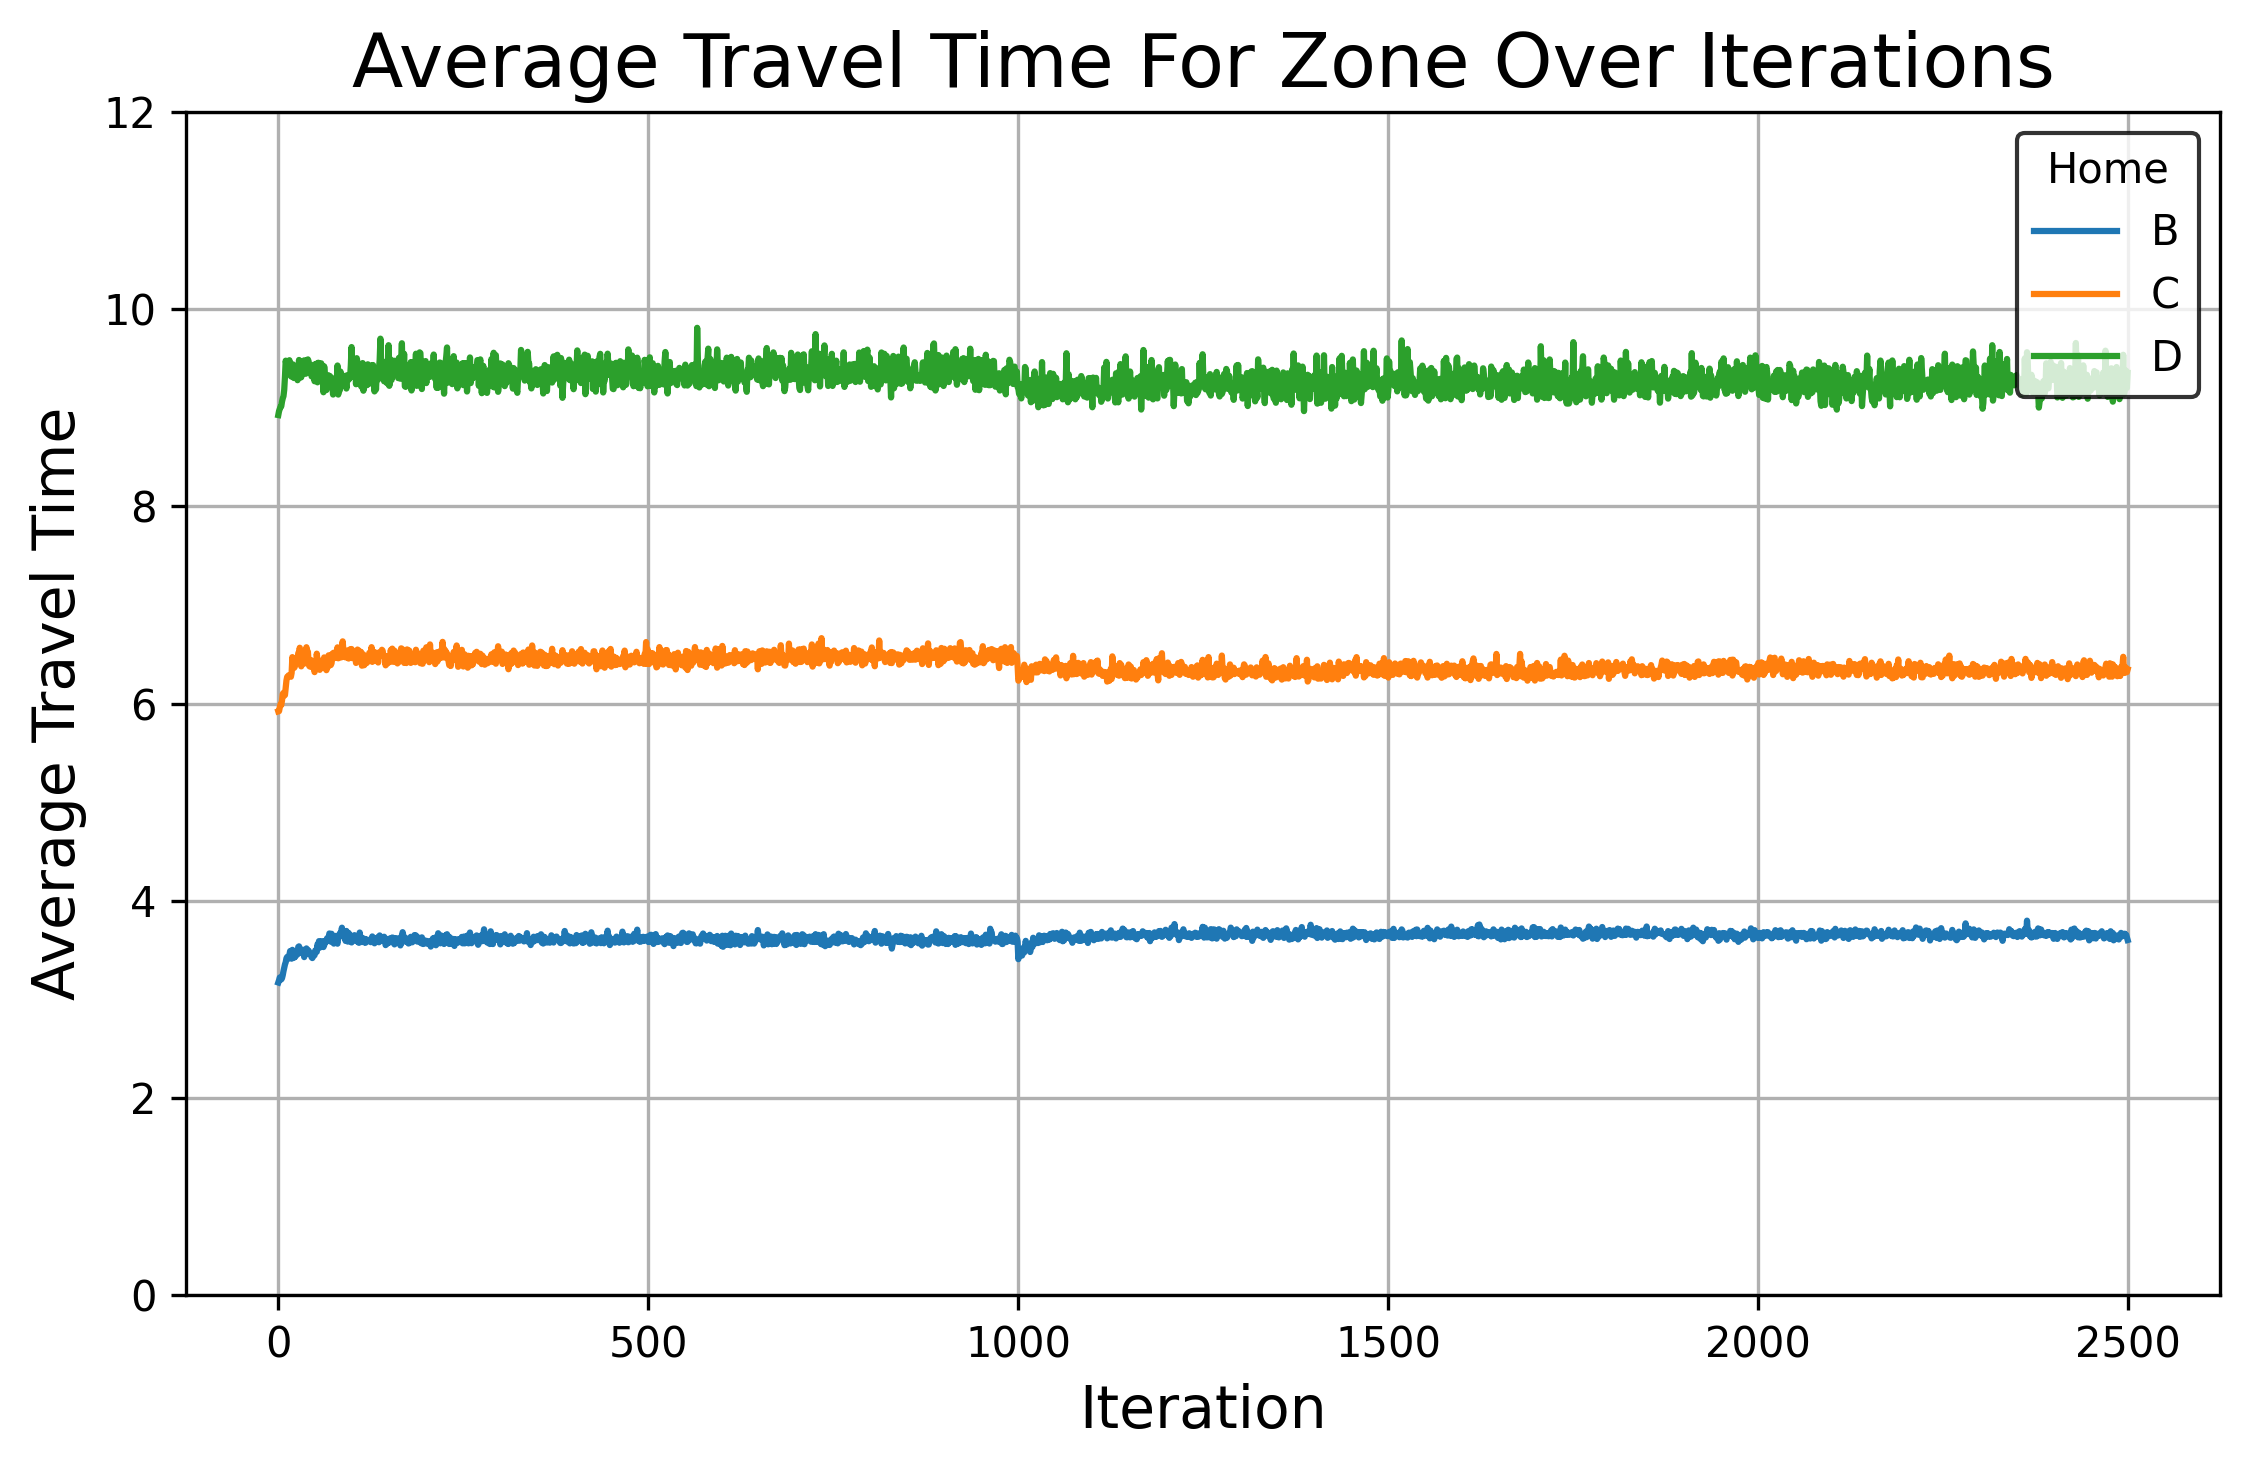 Average Travel Time For Zone Over Iterations
Average Travel Time
12
10
8
6
4
2
0
Home
B
C
D
0 500 1000 1500 2000 2500
Iteration